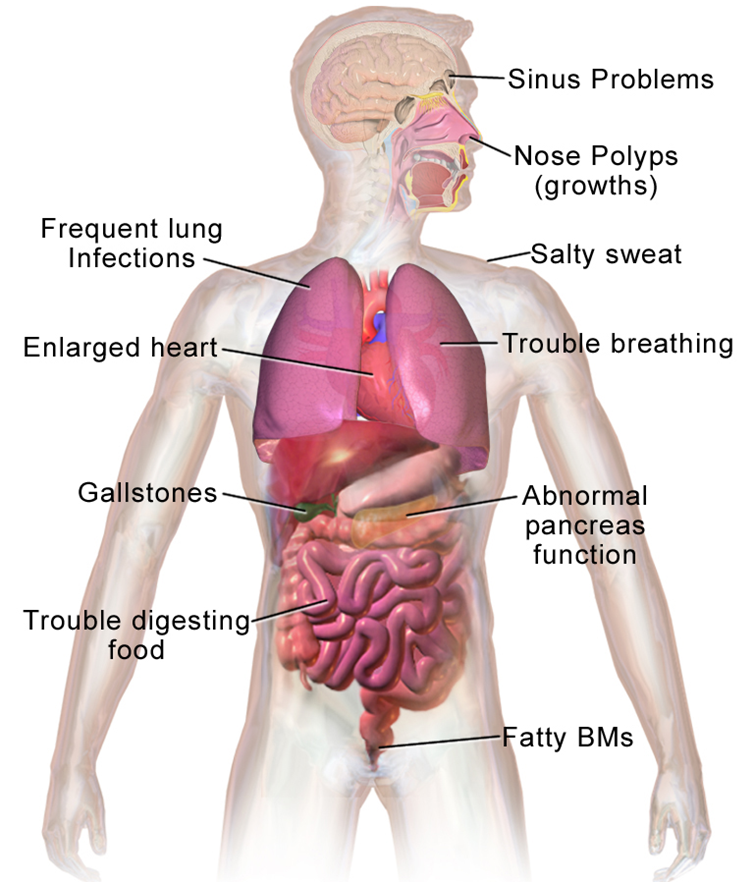 Sinus Problems
Nose Polyps
(growths)
Frequent lung
Infections
Salty sweat
Enlarged heart
Trouble breathing
Gallstones
Abnormal
pancreas
function
Trouble digesting
food
Fatty BMs